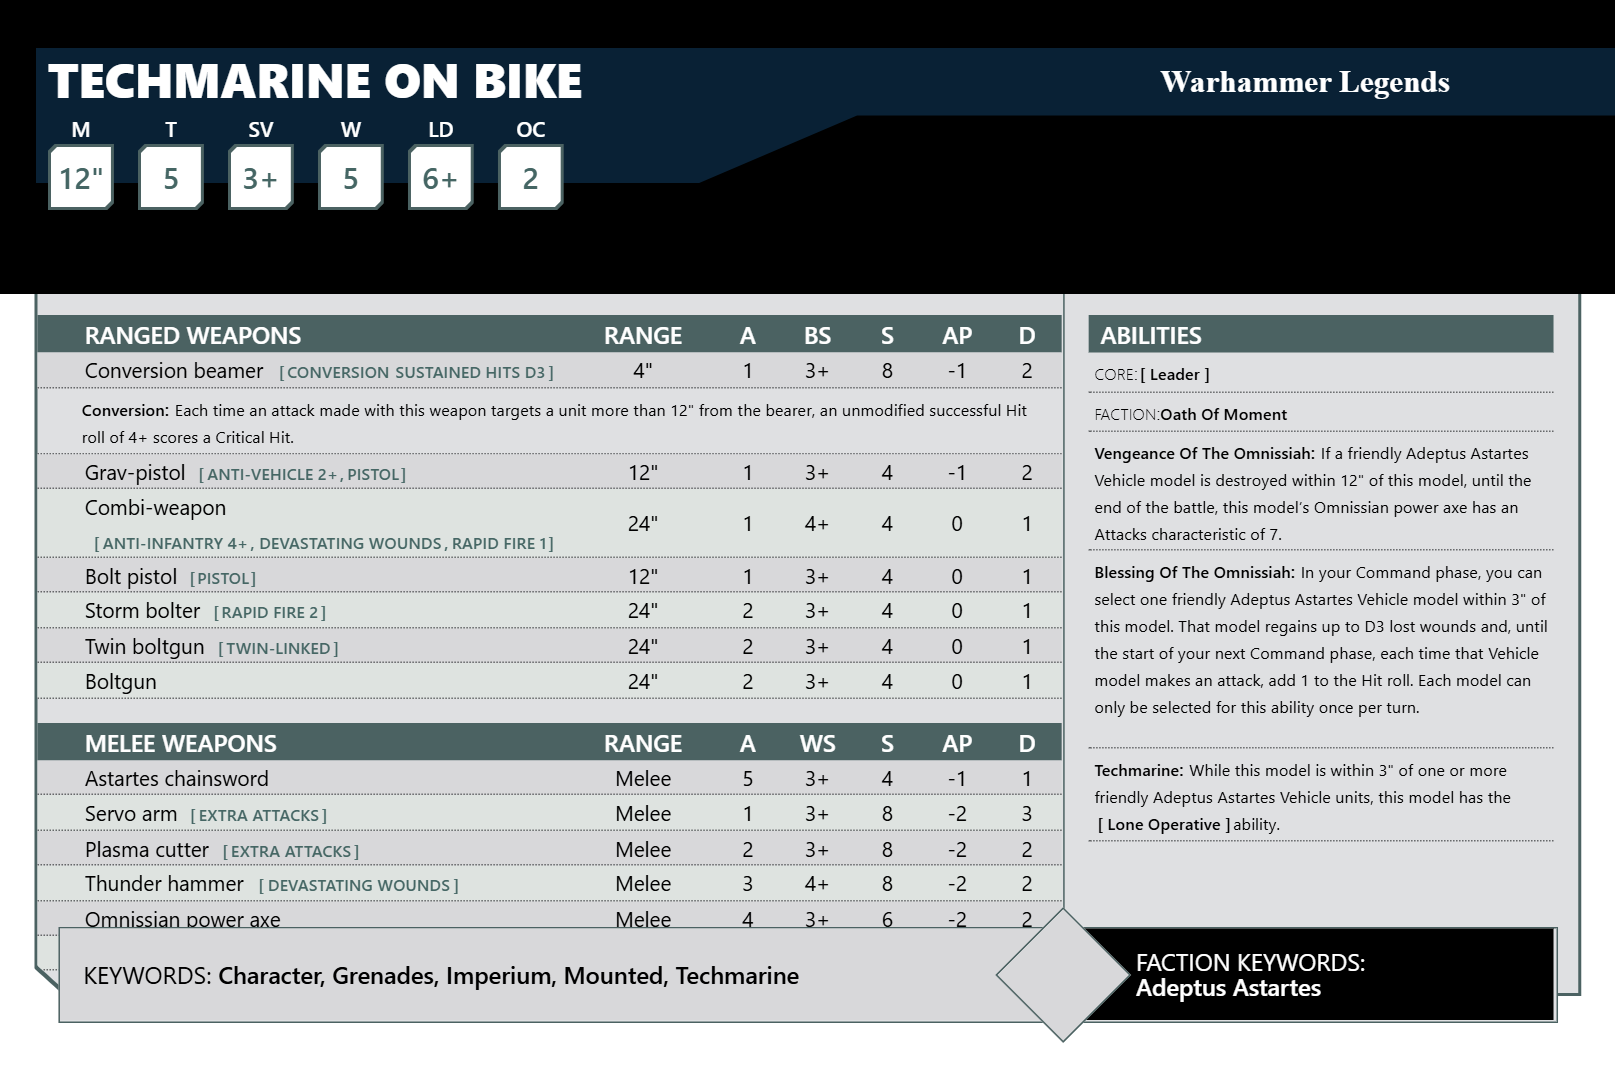 TECHMARINE ON BIKE
Warhammer Legends
M T SV W LD OC
12" 5 3+ 5 6+ 2
RANGED WEAPONS RANGE A BS S AP D
Conversion beamer [CONVERSION SUSTAINED HITS D3] 4" 1 3+ 8 -1 2
Conversion: Each time an attack made with this weapon targets a unit more than 12" from the bearer, an unmodified successful Hit
roll of 4+ scores a Critical Hit.
Grav-pistol [ANTI-VEHICLE 2+, PISTOL] 12" 1 3+ 4 -1 2
Combi-weapon
[ANTI-INFANTRY 4+, DEVASTATING WOUNDS, RAPID FIRE 1] 24" 1 4+ 4 0 1
Bolt pistol [PISTOL] 12" 1 3+ 4 0 1
Storm bolter [RAPID FIRE 2] 24" 2 3+ 4 0 1
Twin boltgun [TWIN-LINKED] 24" 2 3+ 4 0 1
Boltgun 24" 2 3+ 4 0 1
MELEE WEAPONS RANGE A WS S AP D
Astartes chainsword Melee 5 3+ 4 -1 1
Servo arm [EXTRA ATTACKS] Melee 1 3+ 8 -2 3
Plasma cutter [EXTRA ATTACKS] Melee 2 3+ 8 -2 2
Thunder hammer [DEVASTATING WOUNDS] Melee 3 4+ 8 -2 2
Omnissian power axe Melee 4 3+ 6 -2 2
ABILITIES
CORE: [ Leader ]
FACTION:Oath Of Moment
Vengeance Of The Omnissiah: If a friendly Adeptus Astartes
Vehicle model is destroyed within 12" of this model, until the
end of the battle, this model's Omnissian power axe has an
Attacks characteristic of 7.
Blessing Of The Omnissiah: In your Command phase, you can
select one friendly Adeptus Astartes Vehicle model within 3" of
this model. That model regains up to D3 lost wounds and, until
the start of your next Command phase, each time that Vehicle
model makes an attack, add 1 to the Hit roll. Each model can
only be selected for this ability once per turn.
Techmarine: While this model is within 3" of one or more
friendly Adeptus Astartes Vehicle units, this model has the
[ Lone Operative ] ability.
KEYWORDS: Character, Grenades, Imperium, Mounted, Techmarine
FACTION KEYWORDS:
Adeptus Astartes